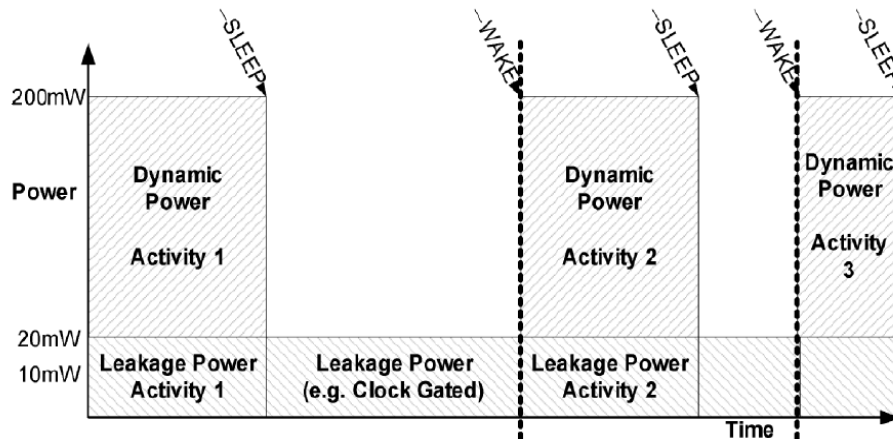 ~SLEEP
~WAKE
~SLEEP
~WAKE
~SLEEP
200mW
Power
Dynamic
Power
Activity 1
Dynamic
Power
Activity 2
Dynamic
Power
Activity
3
20mW
10mW
Leakage Power
Activity 1
Leakage Power
(e.g. Clock Gated)
Leakage Power
Activity 2
Time